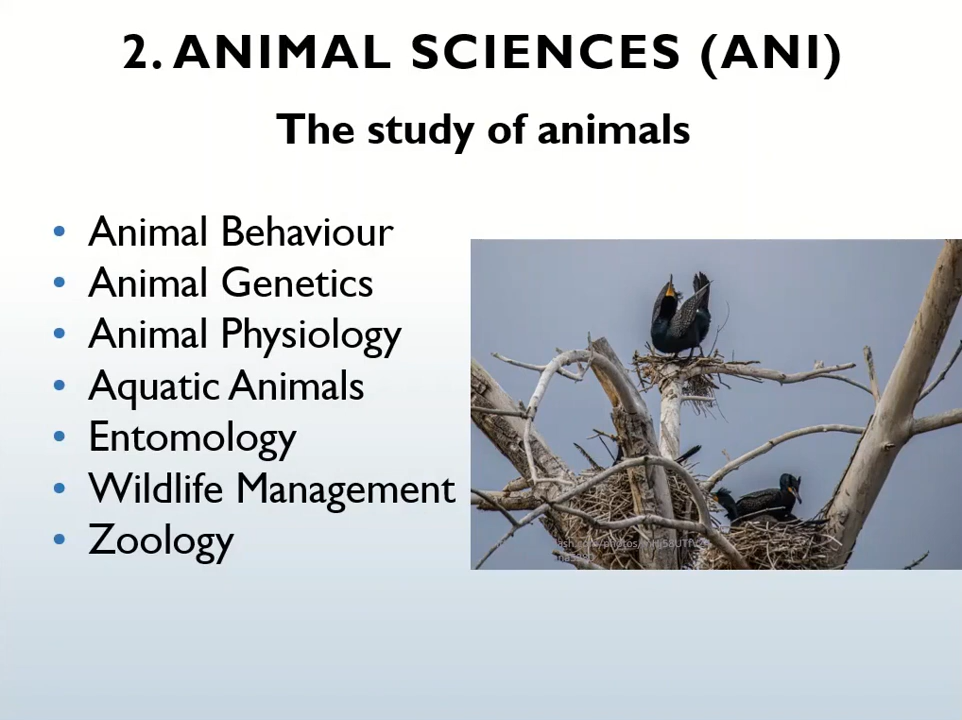 2. ANIMAL SCIENCES (ANI)
The study of animals
• Animal Behaviour
• Animal Genetics
• Animal Physiology
• Aquatic Animals
• Entomology
• Wildlife Management
• Zoology